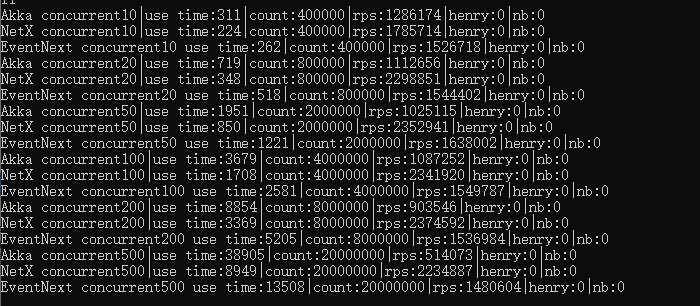 Akka concurrent10|use time:311|count:400000|rps:1286174|henry:0|nb:0
NetX concurrent10|use time:224|count:400000|rps:1785714|henry:0|nb:0
EventNext concurrent10 use time:262|count:400000|rps:1526718|henry:0|nb:0
Akka concurrent20|use time:719|count:800000|rps:1112656|henry:0|nb:0
NetX concurrent20|use time:348|count:800000|rps:2298851|henry:0|nb:0
EventNext concurrent20 use time:518|count:800000|rps:1544402|henry:0|nb:0
Akka concurrent50|use time:1951|count:2000000|rps:1025115|henry:0|nb:0
NetX concurrent50|use time:850|count:2000000|rps:2352941|henry:0|nb:0
EventNext concurrent50 use time:1221|count:2000000|rps:1638002|henry:0|nb:0
Akka concurrent100|use time:3679|count:4000000|rps:1087252|henry:0|nb:0
NetX concurrent100|use time:1708|count:4000000|rps:2341920|henry:0|nb:0
EventNext concurrent100 use time:2581|count:4000000|rps:1549787|henry:0|nb:0
Akka concurrent200|use time:8854|count:8000000|rps:903546|henry:0|nb:0
NetX concurrent200|use time:3369|count:8000000|rps:2374592|henry:0|nb:0
EventNext concurrent200 use time:5205|count:8000000|rps:1536984|henry:0|nb:0
Akka concurrent500|use time:38905|count:20000000|rps:514073|henry:0|nb:0
NetX concurrent500|use time:8949|count:20000000|rps:2234887|henry:0|nb:0
EventNext concurrent500 use time:13508|count:20000000|rps:1480604|henry:0|nb:0